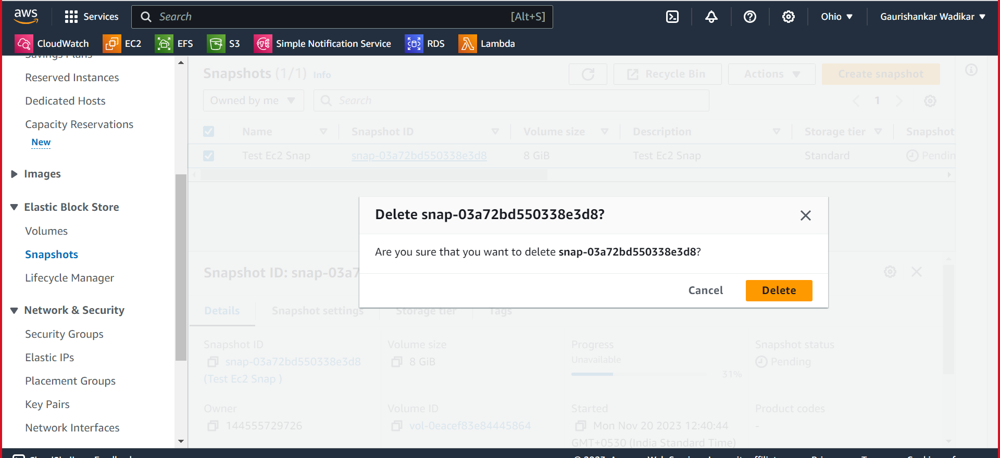 aws
Services
Search [Alt+S]
Ohio ▼
Gaurishankar Wadikar ▼
CloudWatch
EC2
EFS
S3
Simple Notification Service
RDS
Lambda
Savings Plans
Reserved Instances
Dedicated Hosts
Capacity Reservations
New
Images
Elastic Block Store
Volumes
Snapshots
Lifecycle Manager
Network & Security
Security Groups
Elastic IPs
Placement Groups
Key Pairs
Network Interfaces
Snapshots (1/1) Info
Recycle Bin
Actions
Create snapshot
Owned by me
Search
1
Name Snapshot ID Volume size Description Storage tier Snapshot
Test Ec2 Snap snap-03a72bd550338e3d8 8 GiB Test Ec2 Snap Standard Pendin
Delete snap-03a72bd550338e3d8?
Are you sure that you want to delete snap-03a72bd550338e3d8?
Cancel Delete
Snapshot ID: snap-03a7
Details Snapshot settings Storage tier Tags
Snapshot ID
snap-03a72bd550338e3d8
(Test Ec2 Snap )
Volume size
8 GiB
Progress
Unavailable
31%
Snapshot status
Pending
Owner
144555729726
Volume ID
vol-0eacef83e84445864
Started
Mon Nov 20 2023 12:40:44
GMT+0530 (India Standard Time)
Product codes
-